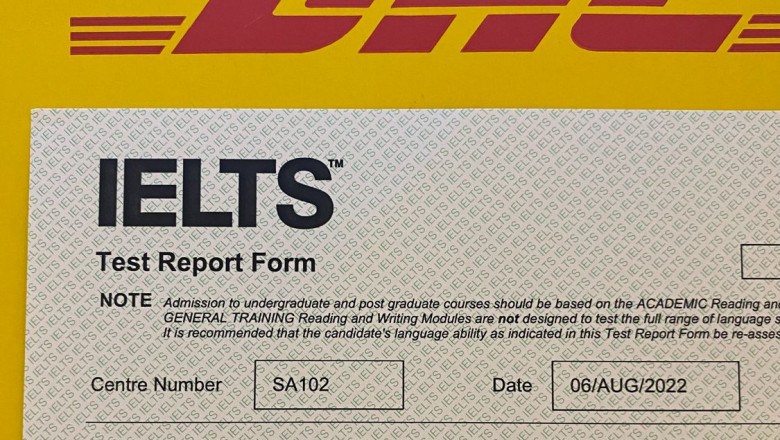 DHL
IELTS™
Test Report Form
NOTE Admission to undergraduate and post graduate courses should be based on the ACADEMIC Reading and
GENERAL TRAINING Reading and Writing Modules are not designed to test the full range of language s
It is recommended that the candidate's language ability as indicated in this Test Report Form be re-asses
Centre Number SA102 Date 06/AUG/2022